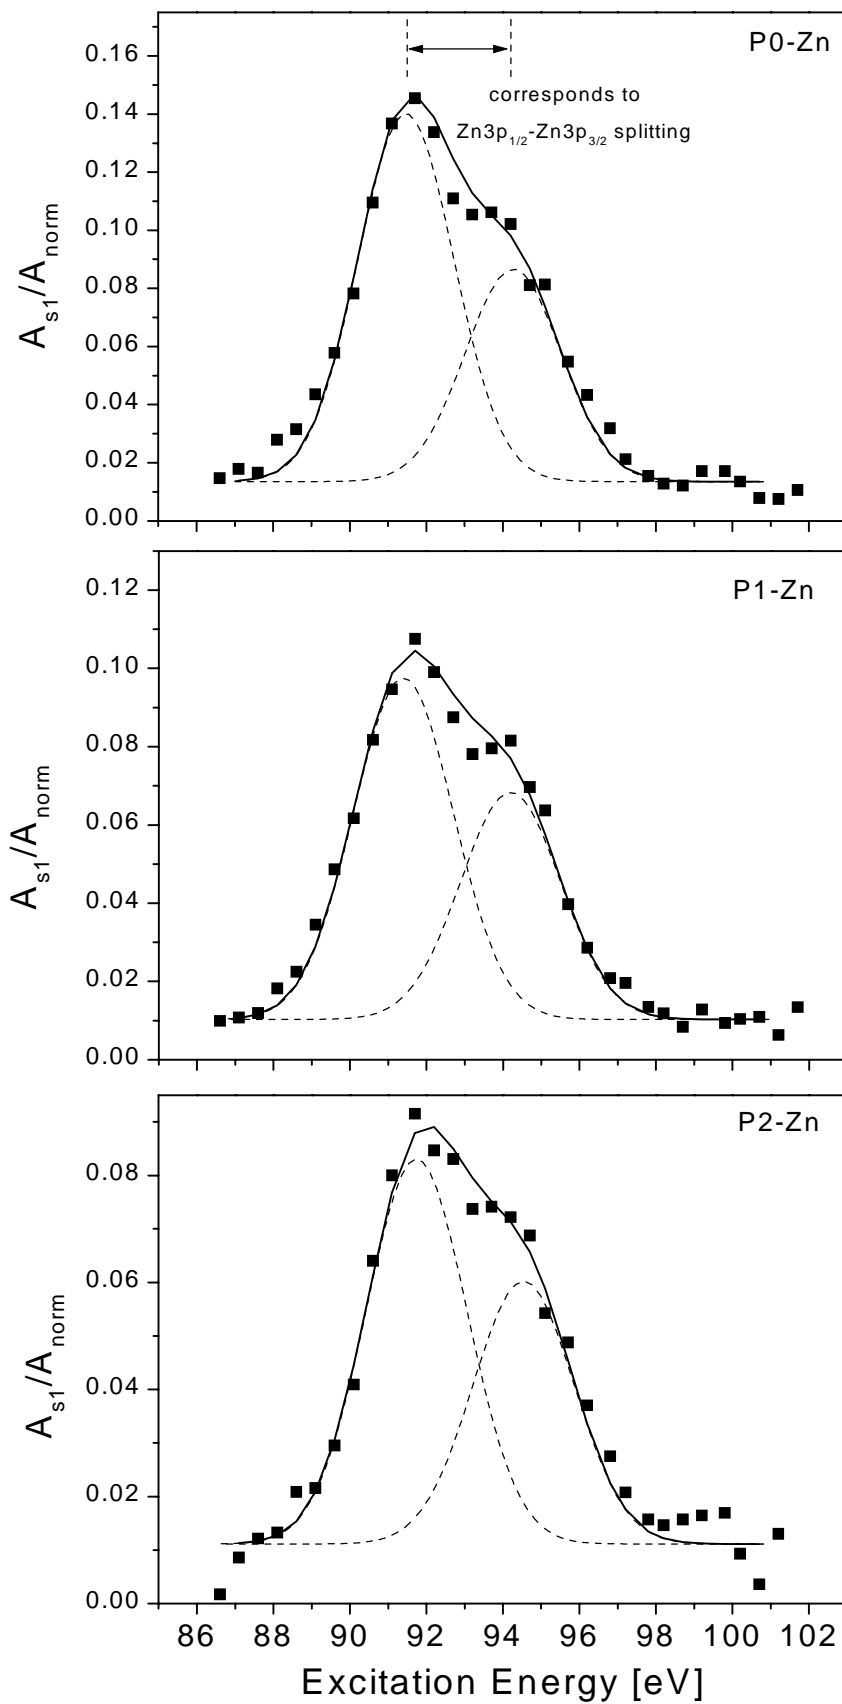 P0-Zn
corresponds to
Zn3p1/2-Zn3p3/2 splitting
0.16
0.14
0.12
0.10
0.08
0.06
0.04
0.02
0.00
As1/Anorm
P1-Zn
0.12
0.10
0.08
0.06
0.04
0.02
0.00
As1/Anorm
P2-Zn
0.08
0.06
0.04
0.02
0.00
As1/Anorm
86 88 90 92 94 96 98 100 102
Excitation Energy [eV]